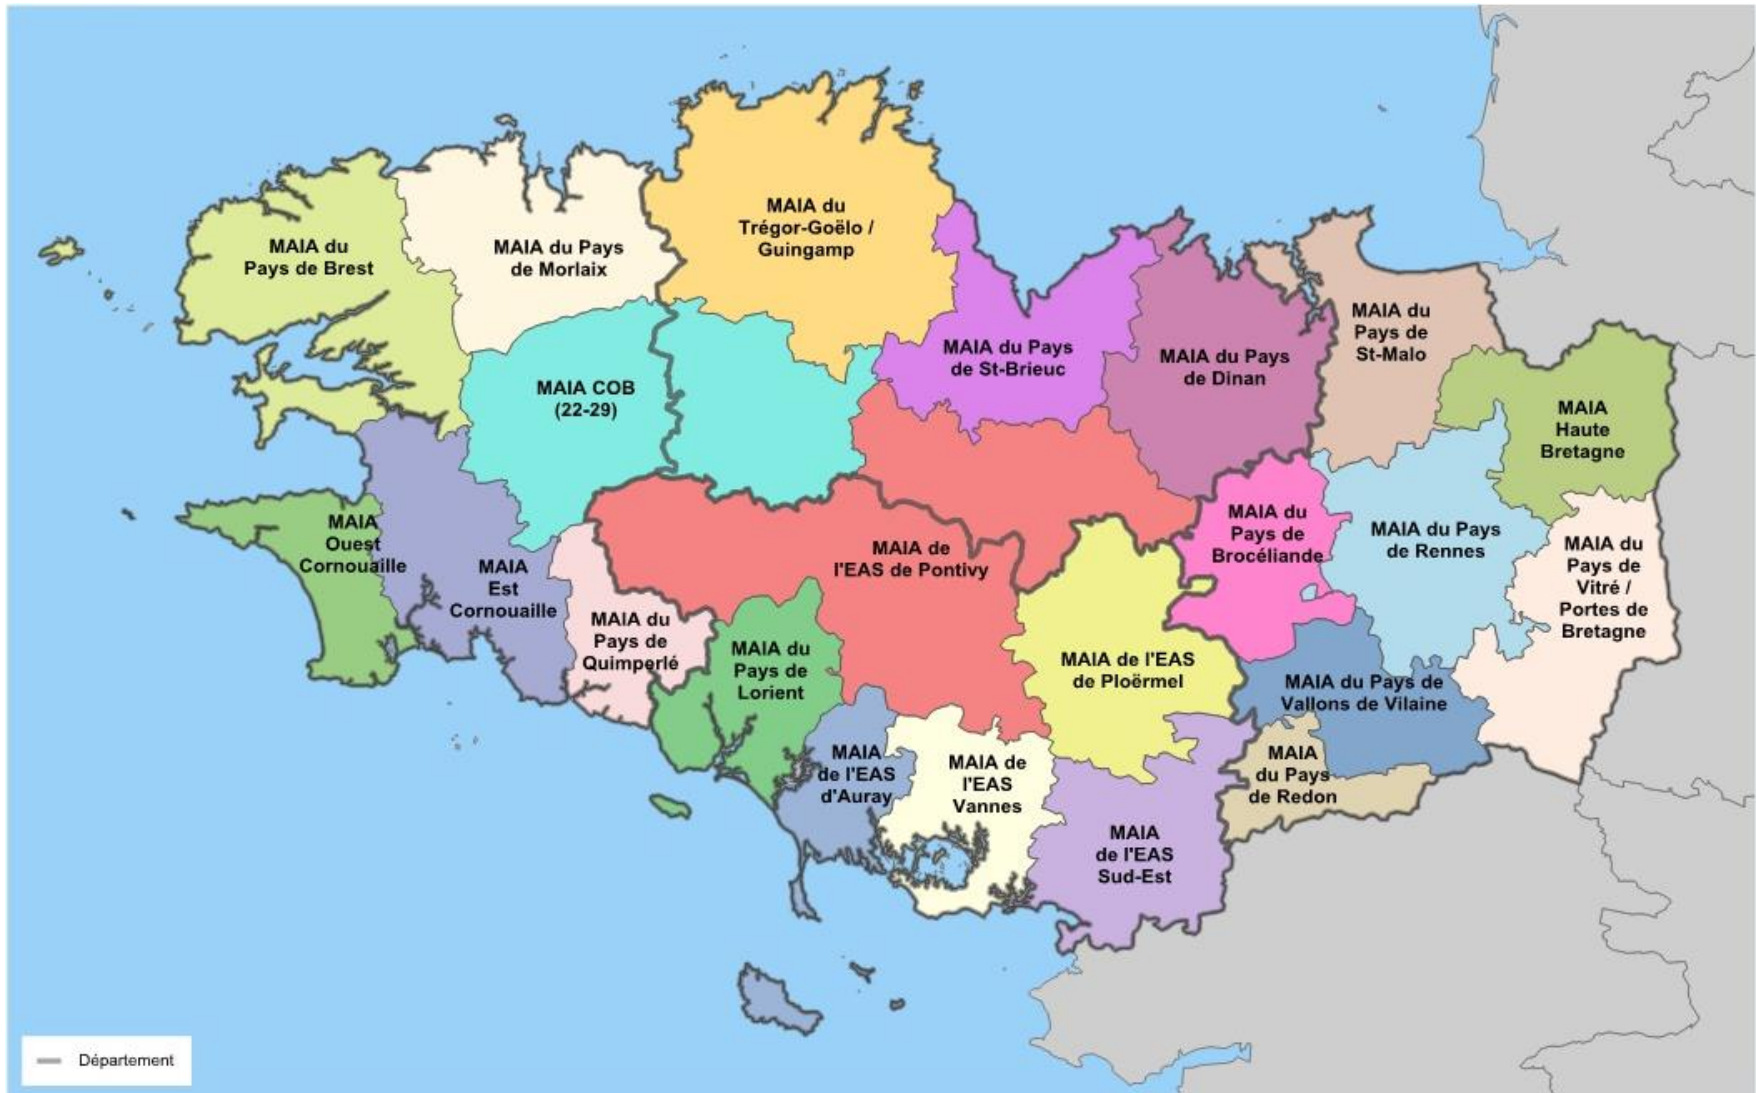 MAIA du
Trégor-Goëlo /
Guingamp
MAIA du
Pays de Brest
MAIA du Pays
de Morlaix
MAIA du
Pays de
St-Malo
MAIA du Pays
de St-Brieuc
MAIA du Pays
de Dinan
MAIA COB
(22-29)
MAIA
Haute
Bretagne
MAIA
Ouest
Cornouaille
MAIA
Est
Cornouaille
MAIA de
l'EAS de Pontivy
MAIA du
Pays de
Brocéliande
MAIA du Pays
de Rennes
MAIA du
Pays de
Vitré /
Portes de
Bretagne
MAIA du
Pays de
Quimperlé
MAIA du
Pays de
Lorient
MAIA de l'EAS
de Ploërmel
MAIA du Pays de
Vallons de Vilaine
MAIA
de l'EAS
d'Auray
MAIA de
l'EAS
Vannes
MAIA
du Pays
de Redon
MAIA
de l'EAS
Sud-Est
Département